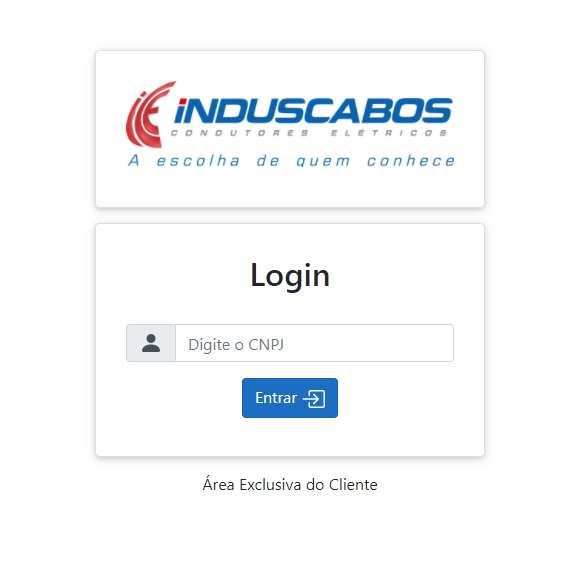 iNDUSCABOS
CONDUTORES ELÉTRICOS
A escolha de quem conhece
Login
Digite o CNPJ
Entrar
Área Exclusiva do Cliente